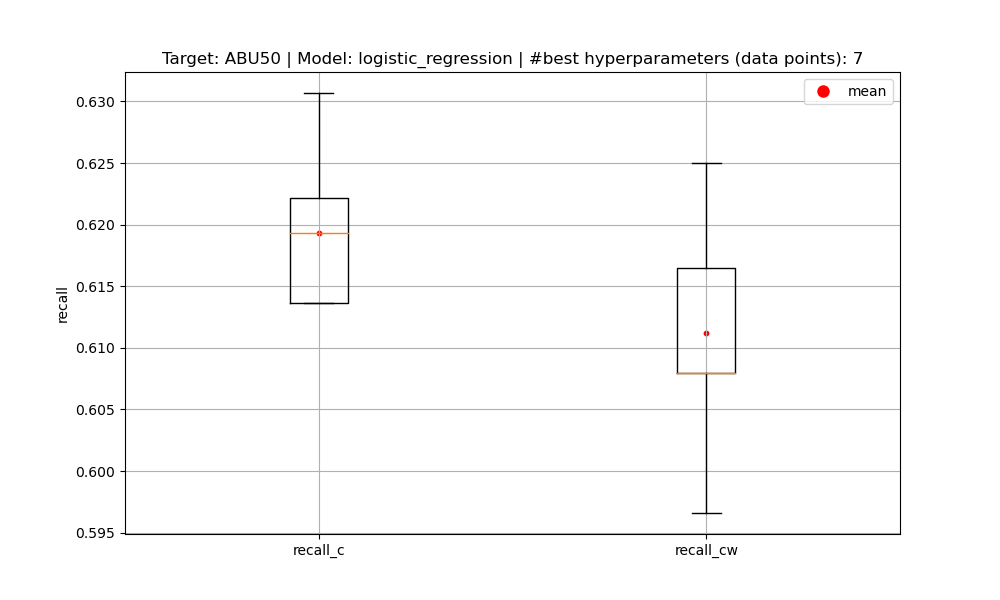 Target: ABU50 | Model: logistic_regression | #best hyperparameters (data points): 7
mean
0.630
0.625
0.620
0.615
0.610
0.605
0.600
0.595
recall
recall_c
recall_cw